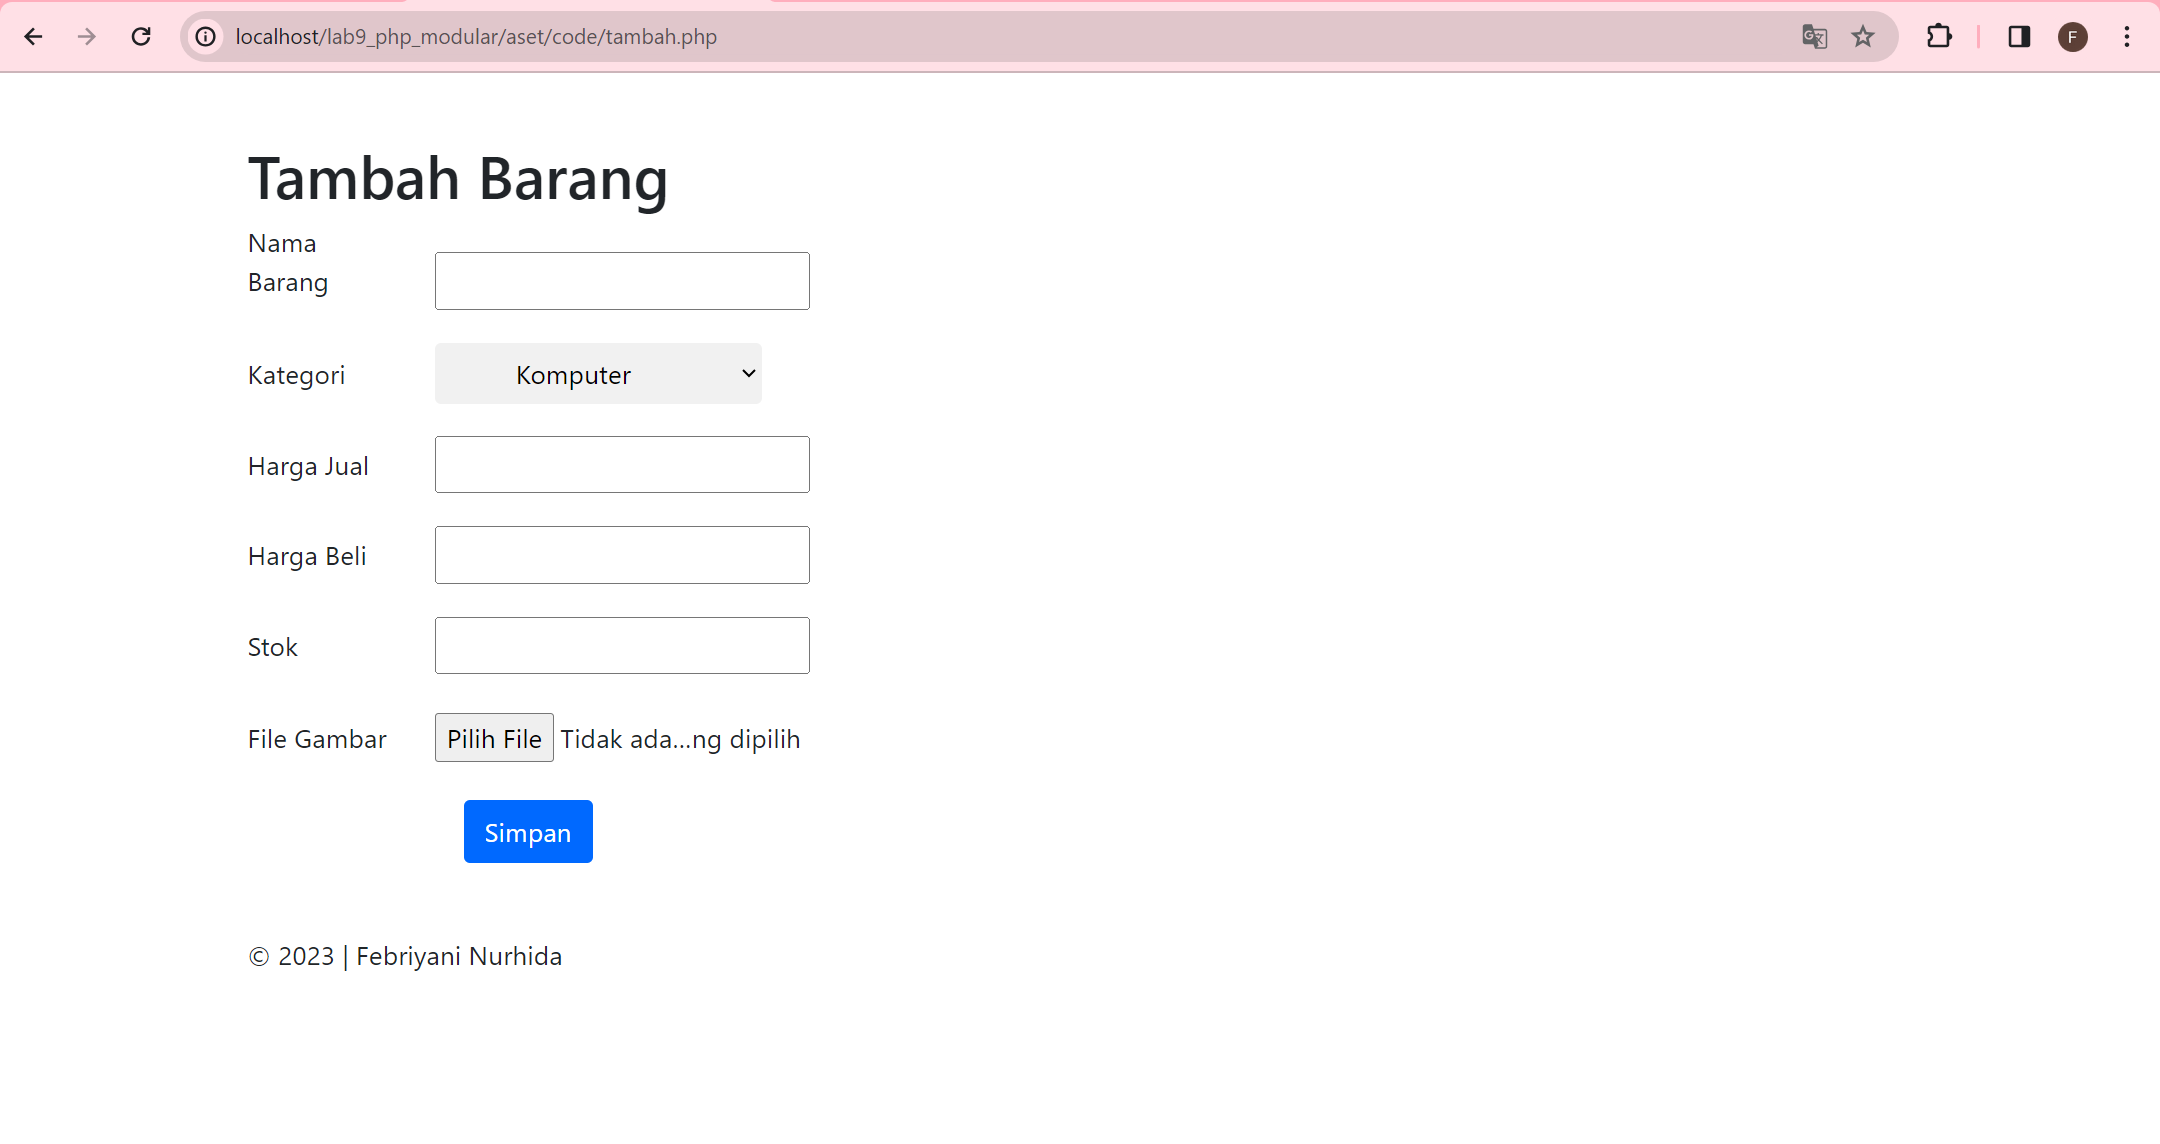 localhost/lab9_php_modular/aset/code/tambah.php
F
Tambah Barang
Nama
Barang
Kategori
Komputer
Harga Jual
Harga Beli
Stok
File Gambar
Pilih File Tidak ada...ng dipilih
Simpan
© 2023 | Febriyani Nurhida